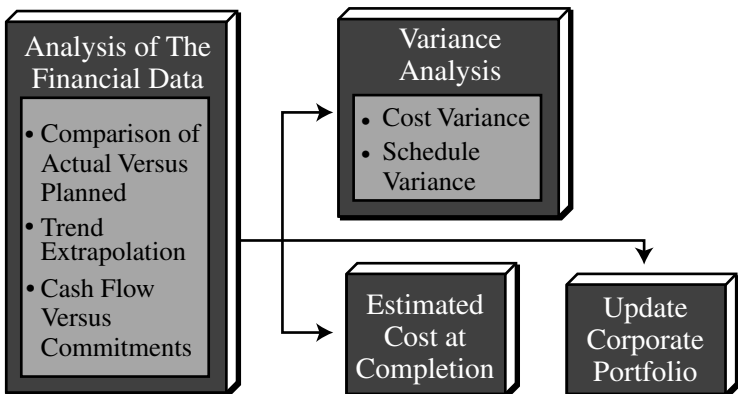 Analysis of The
Financial Data
• Comparison of
Actual Versus
Planned
• Trend
Extrapolation
• Cash Flow
Versus
Commitments
Variance
Analysis
• Cost Variance
• Schedule
Variance
Estimated
Cost at
Completion
Update
Corporate
Portfolio